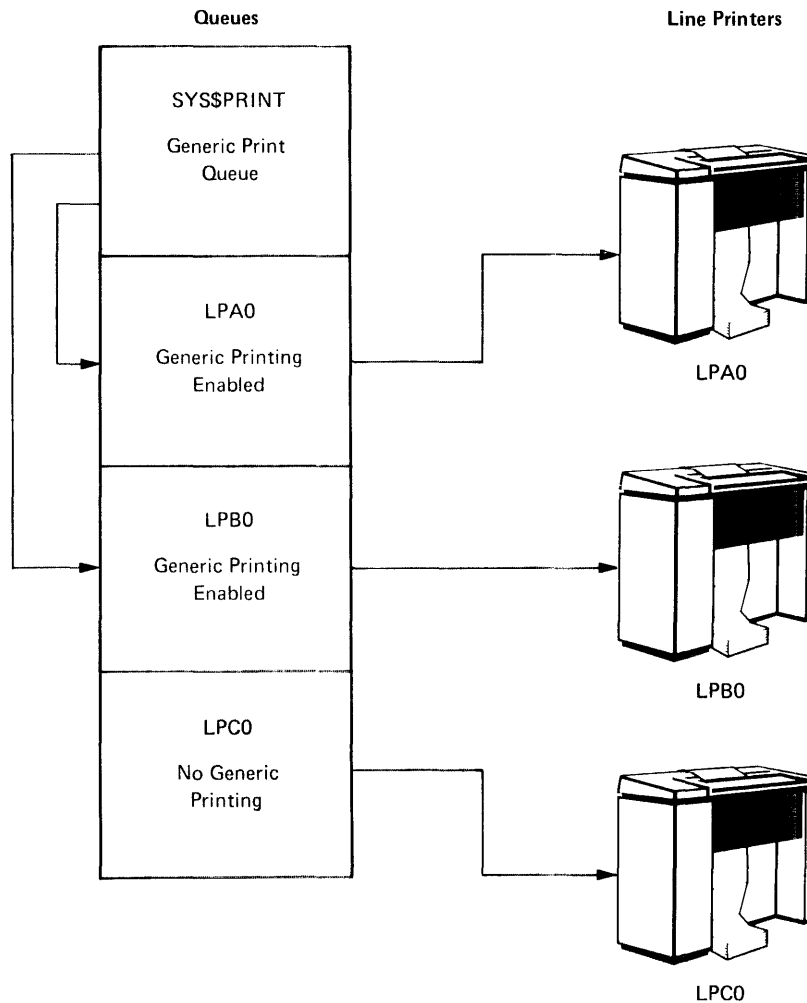 Queues
Line Printers
SYS$PRINT
Generic Print
Queue
LPA0
Generic Printing
Enabled
LPA0
LPB0
Generic Printing
Enabled
LPB0
LPC0
No Generic
Printing
LPC0